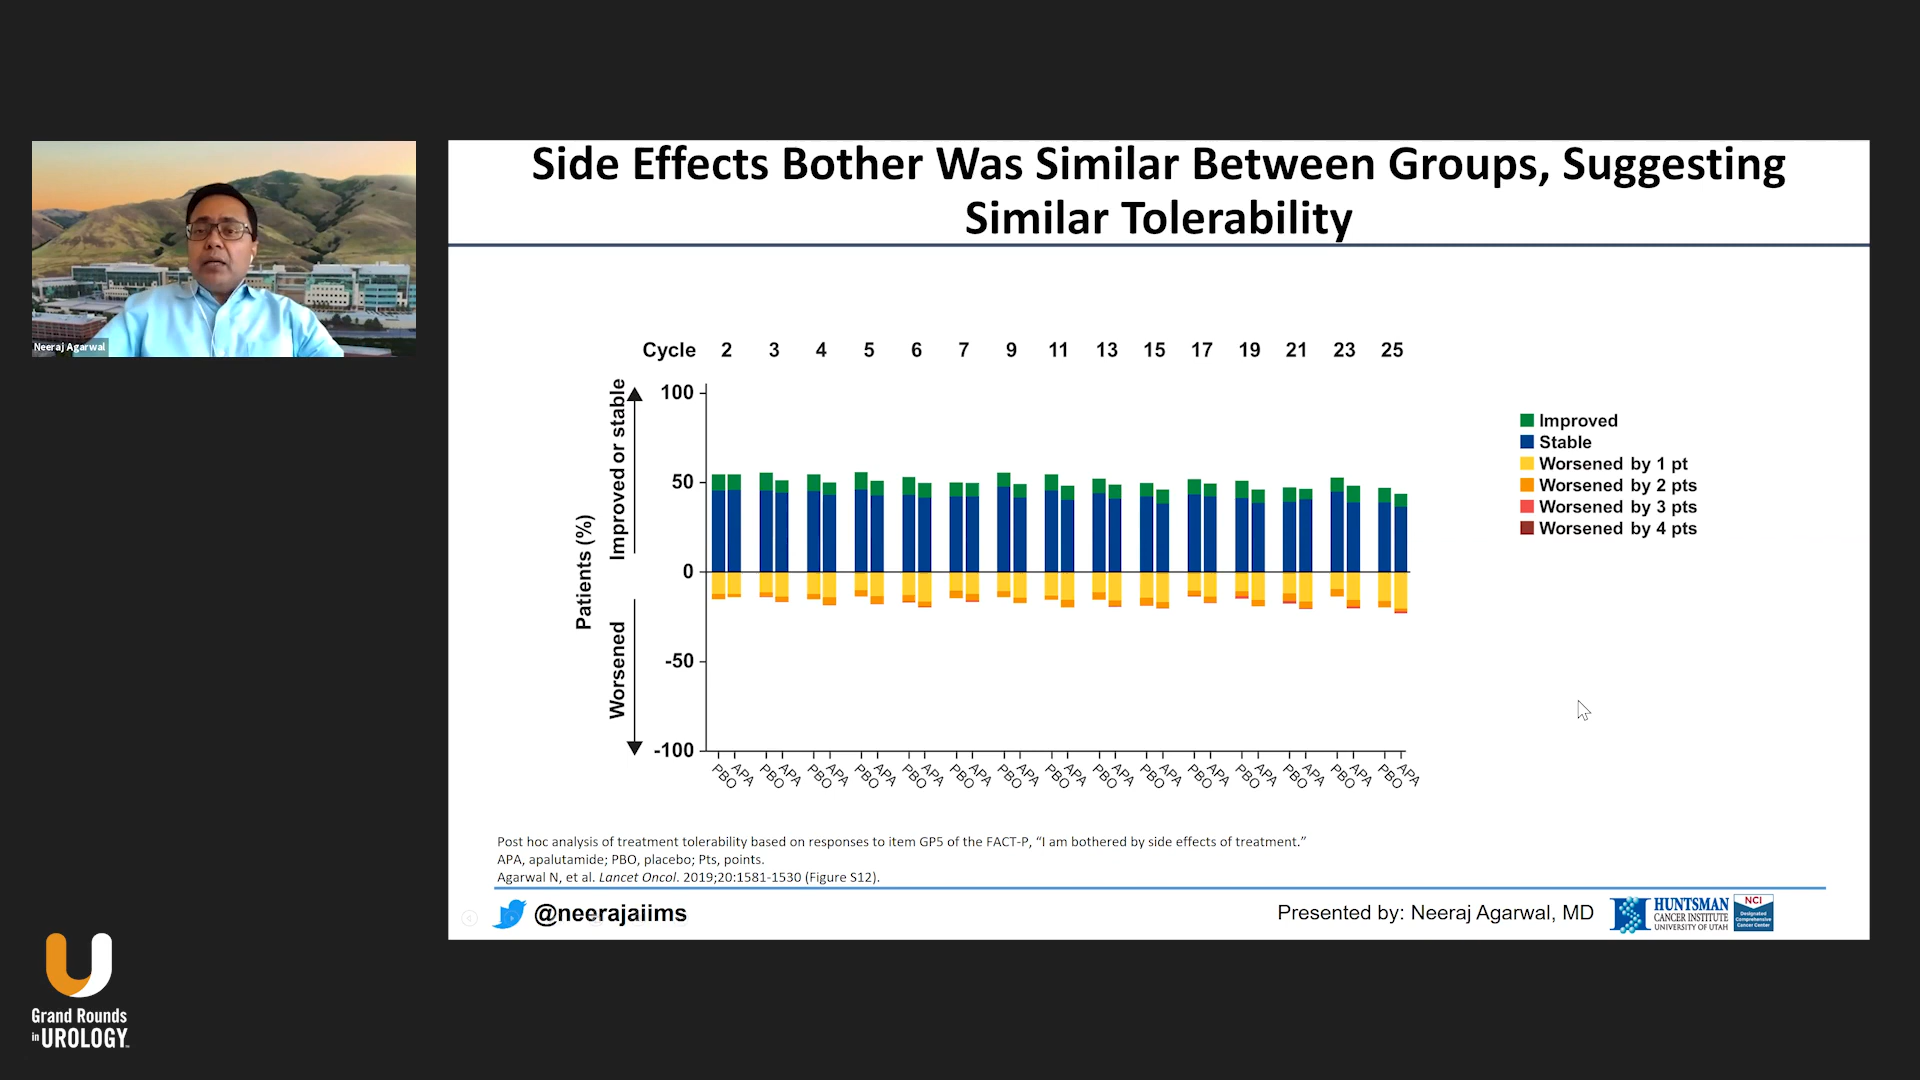 Side Effects Bother Was Similar Between Groups, Suggesting
Similar Tolerability
Neeraj Agarwal
Cycle 2 3 4 5 6 7 9 11 13 15 17 19 21 23 25
Patients (%)
Improved or stable
Worsened
100
50
0
-50
-100
PBO APA PBO APA PBO APA PBO APA PBO APA PBO APA PBO APA PBO APA PBO APA PBO APA PBO APA PBO APA PBO APA PBO APA PBO APA
Improved
Stable
Worsened by 1 pt
Worsened by 2 pts
Worsened by 3 pts
Worsened by 4 pts
Post hoc analysis of treatment tolerability based on responses to item GP5 of the FACT-P, “I am bothered by side effects of treatment.”
APA, apalutamide; PBO, placebo; Pts, points.
Agarwal N, et al. Lancet Oncol. 2019;20:1581-1530 (Figure S12).
@neerajaiims
Presented by: Neeraj Agarwal, MD
HUNTSMAN
CANCER INSTITUTE
UNIVERSITY OF UTAH
NCI
Designated
Comprehensive
Cancer Center
Grand Rounds
in UROLOGY